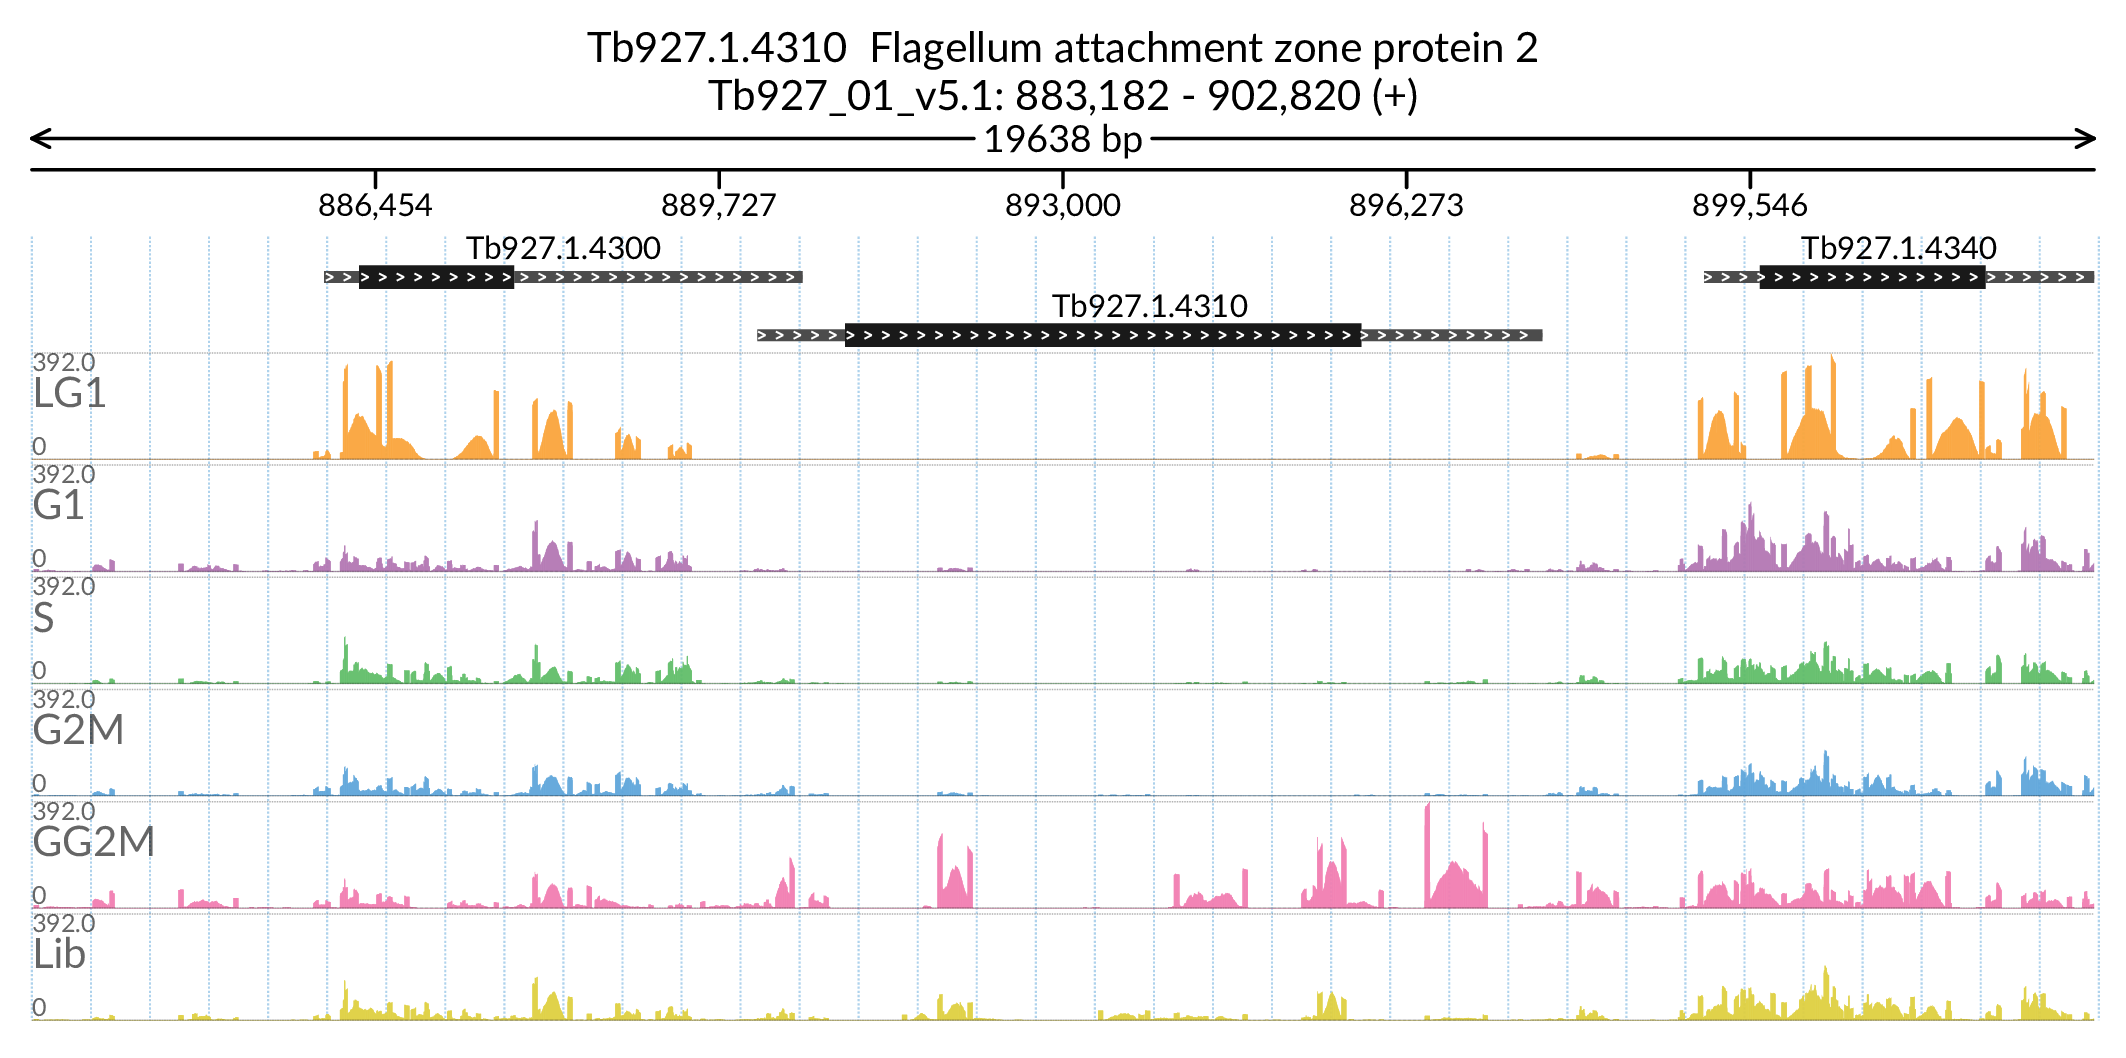 Tb927.1.4310  Flagellum attachment zone protein 2
Tb927_01_v5.1: 883,182 - 902,820 (+)
19638 bp
886,454 889,727 893,000 896,273 899,546
Tb927.1.4300 Tb927.1.4340
Tb927.1.4310
392.0
LG1
0
392.0
G1
0
392.0
S
0
392.0
G2M
0
392.0
GG2M
0
392.0
Lib
0